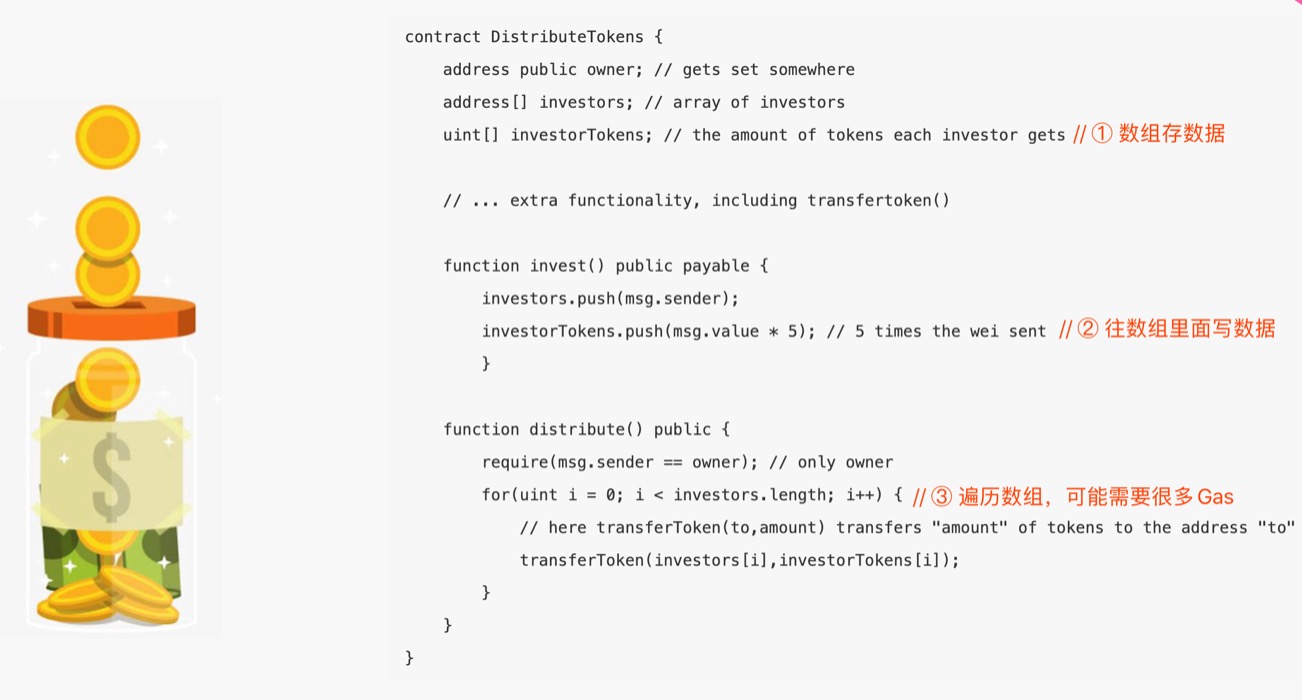 contract DistributeTokens {
address public owner; // gets set somewhere
address[] investors; // array of investors
uint[] investorTokens; // the amount of tokens each investor gets // ① 数组存数据
// ... extra functionality, including transfertoken()
function invest() public payable {
investors.push(msg.sender);
investorTokens.push(msg.value * 5); // 5 times the wei sent // ② 往数组里面写数据
}
function distribute() public {
require(msg.sender == owner); // only owner
for(uint i = 0; i < investors.length; i++) { // ③ 遍历数组，可能需要很多 Gas
// here transferToken(to,amount) transfers "amount" of tokens to the address "to"
transferToken(investors[i],investorTokens[i]);
}
}
}
$